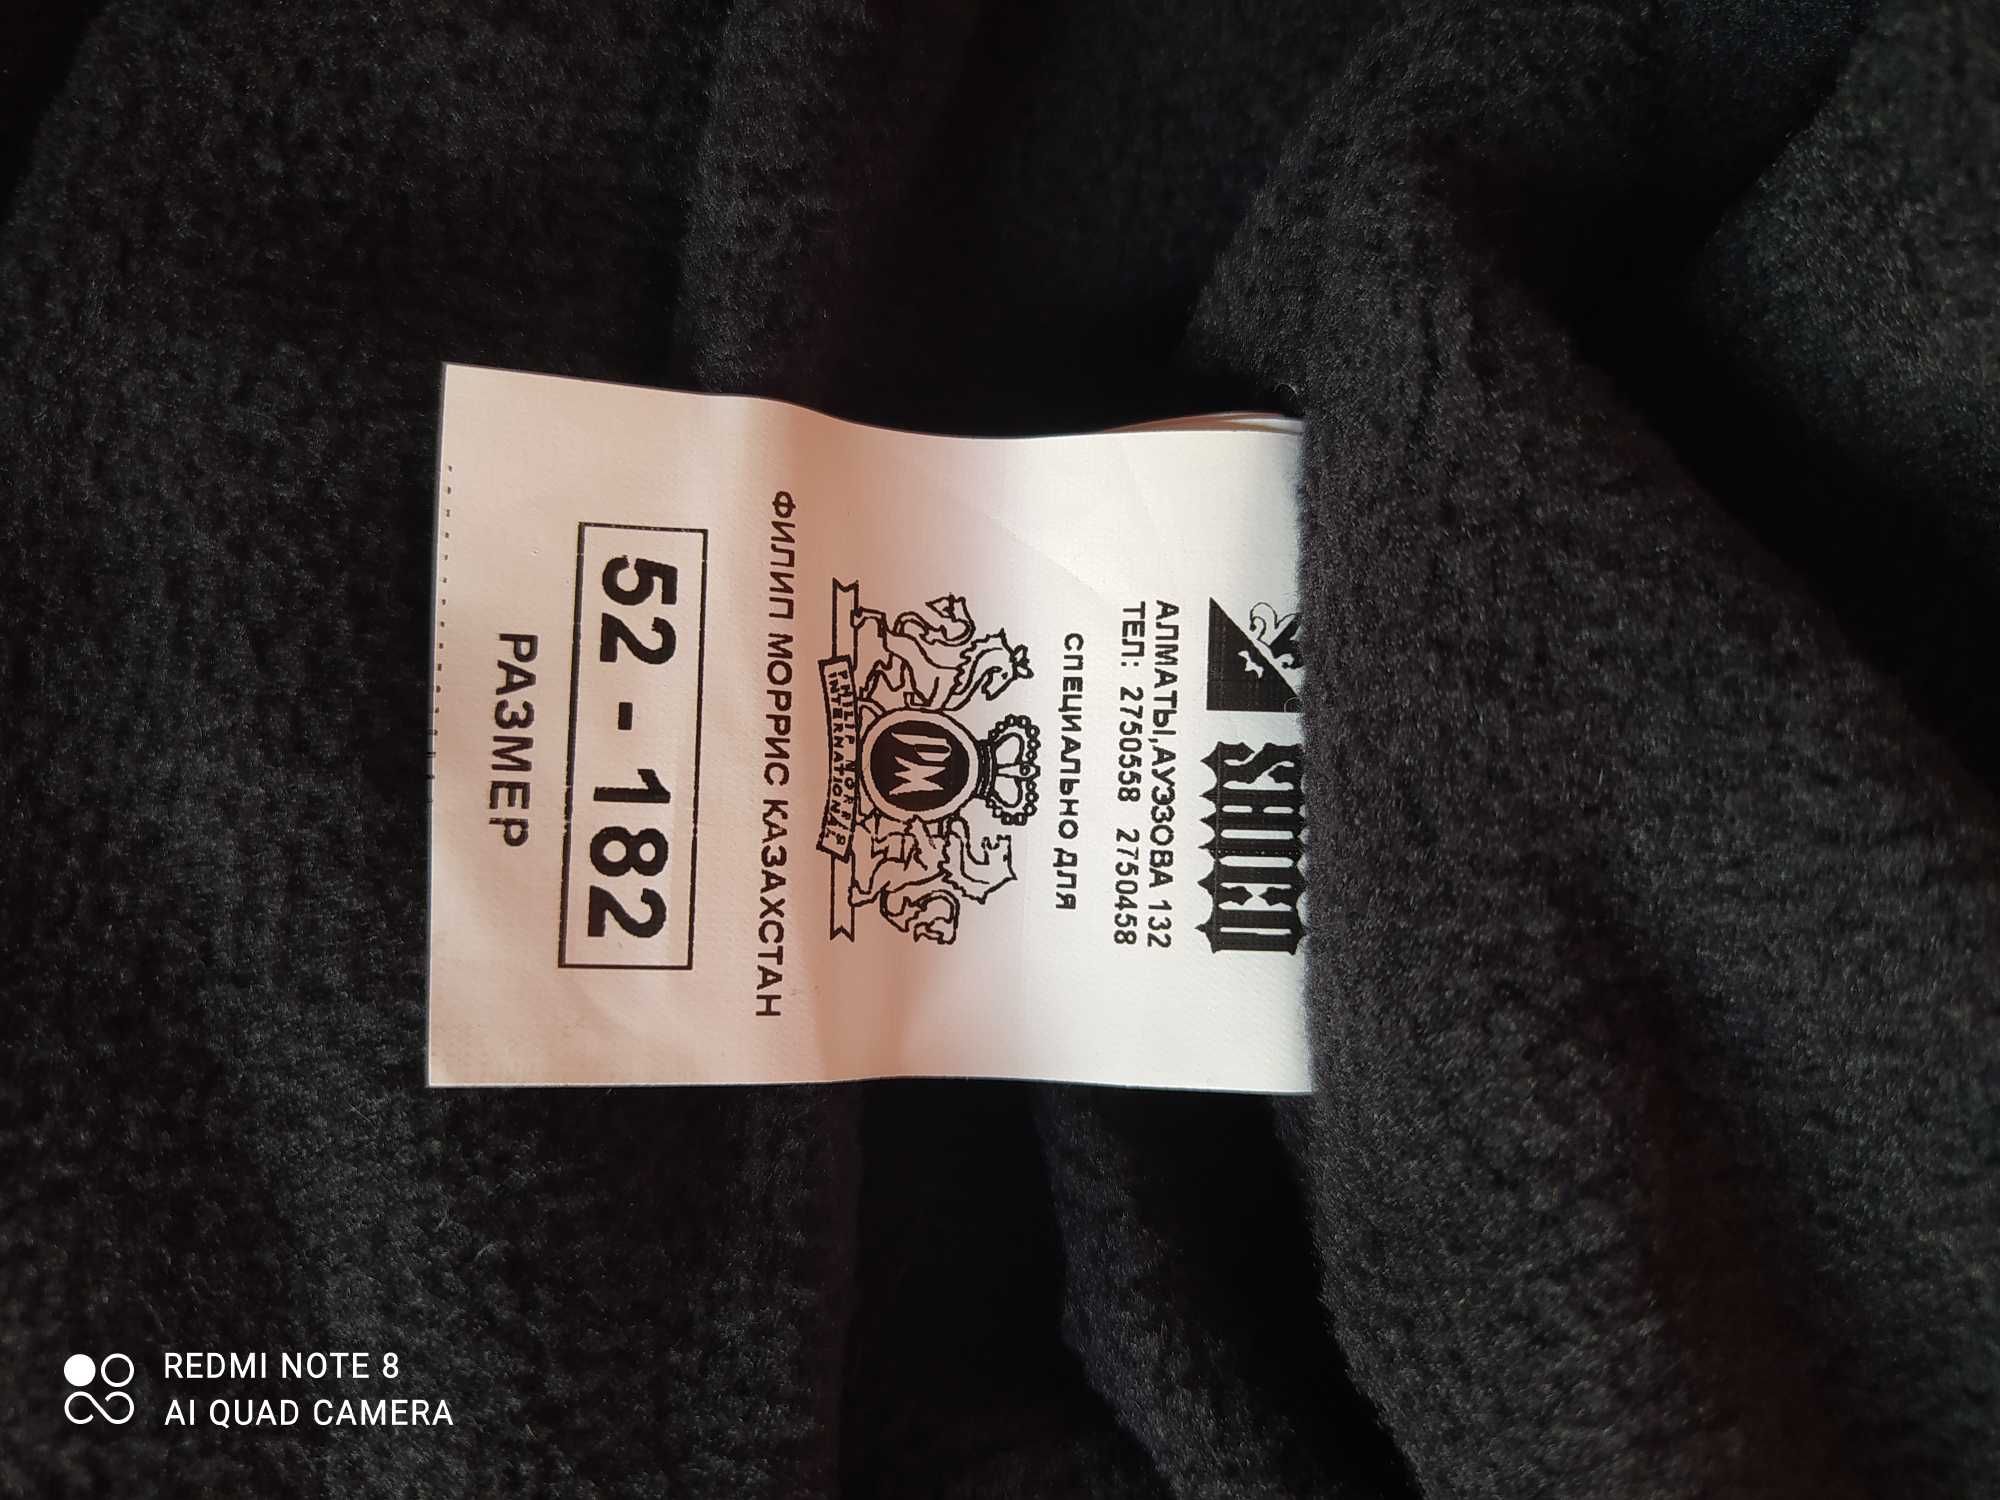 АЛМАТЫ,АУЭЗОВА 132
ТЕЛ: 2750558 2750458
СПЕЦИАЛЬНО ДЛЯ
PM
PHILIP MORRIS
INTERNATIONAL
ФИЛИП МОРРИС КАЗАХСТАН
52-182
РАЗМЕР
REDMI NOTE 8
AI QUAD CAMERA